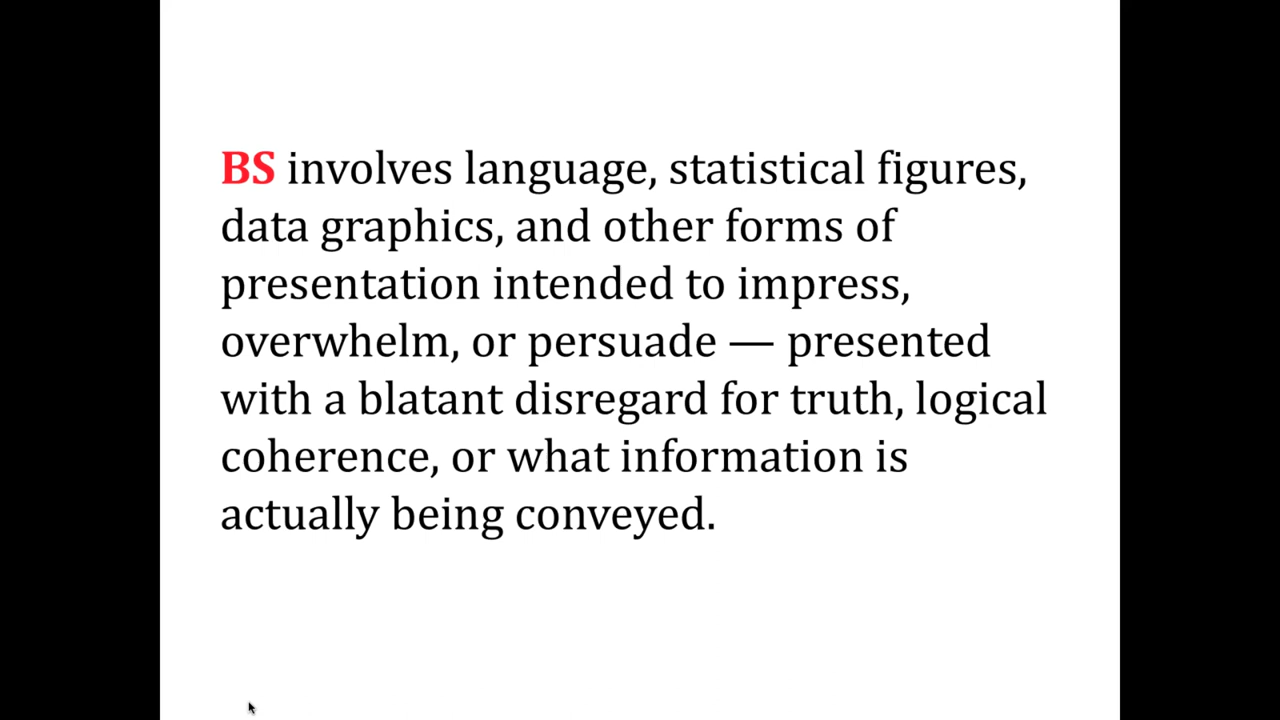 BS involves language, statistical figures,
data graphics, and other forms of
presentation intended to impress,
overwhelm, or persuade — presented
with a blatant disregard for truth, logical
coherence, or what information is
actually being conveyed.